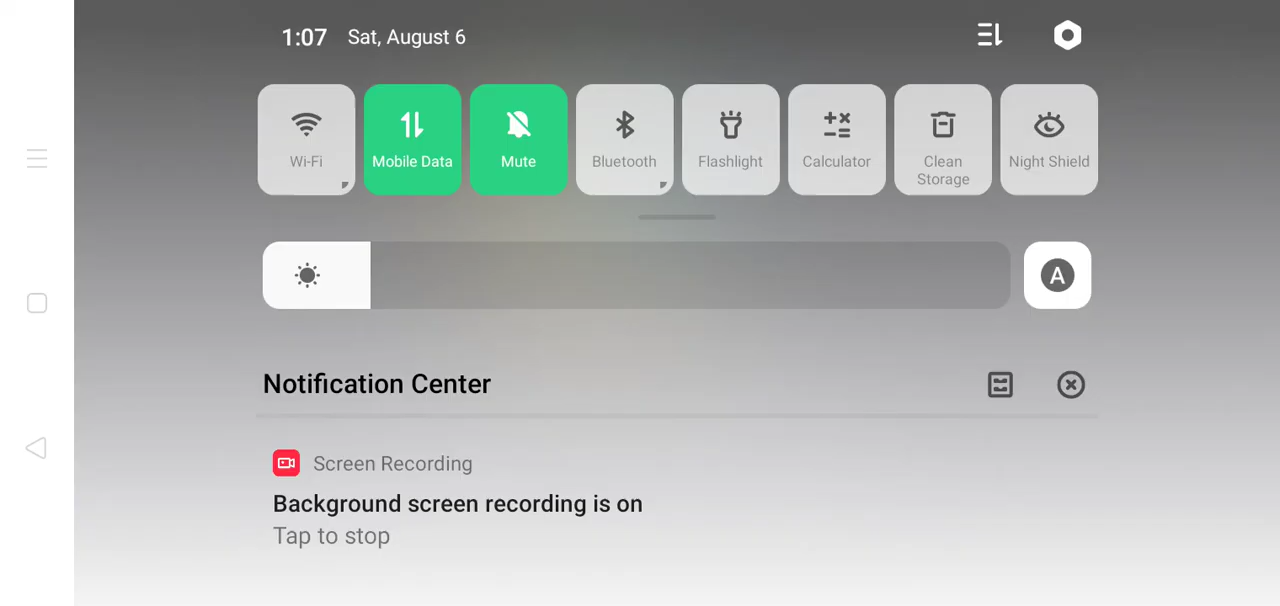 1:07 Sat, August 6
Wi-Fi Mobile Data Mute Bluetooth Flashlight Calculator Clean Storage Night Shield
A
Notification Center
Screen Recording
Background screen recording is on
Tap to stop